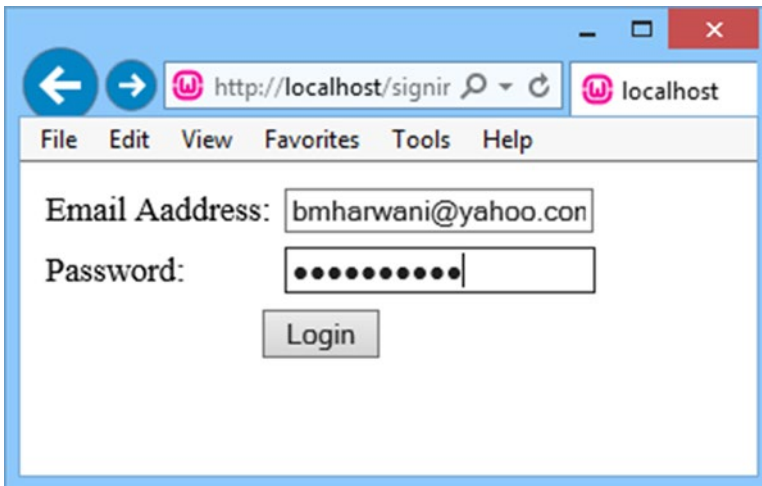 http://localhost/signir
localhost
File Edit View Favorites Tools Help
Email Aaddress: bmharwani@yahoo.con
Password: ●●●●●●●●●●
Login